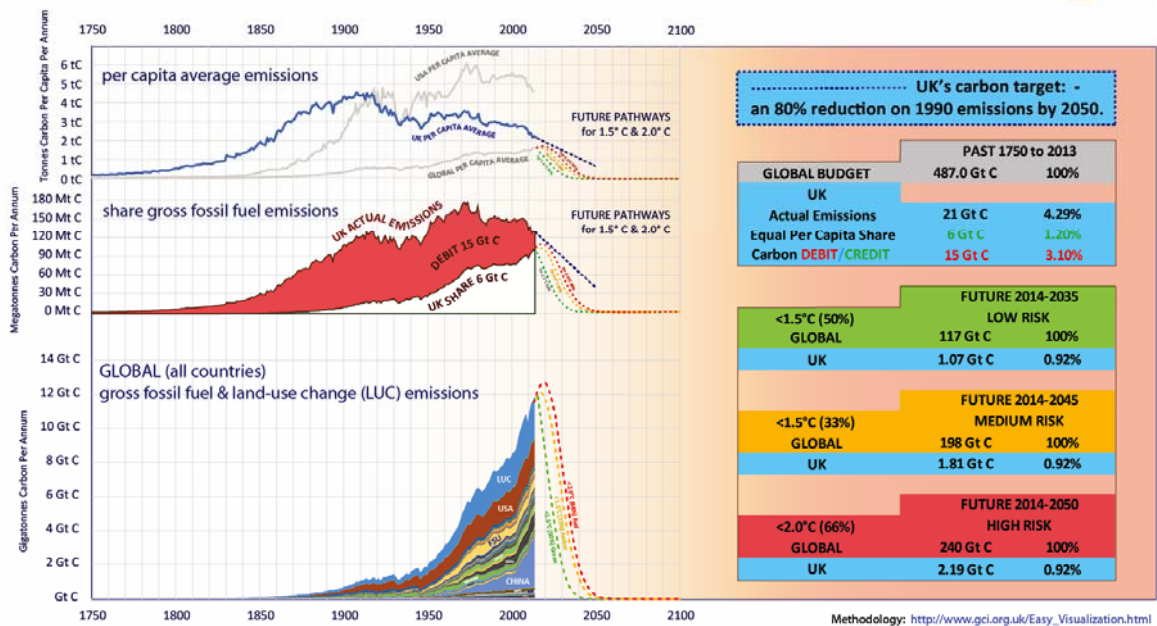 1750 1800 1850 1900 1950 2000 2050 2100
Tonnes Carbon Per Capita Per Annum
6 tC
5 tC
4 tC
3 tC
2 tC
1 tC
0 tC
per capita average emissions
USA PER CAPITA AVERAGE
UK PER CAPITA AVERAGE
GLOBAL PER CAPITA AVERAGE
FUTURE PATHWAYS
for 1.5° C & 2.0° C
Megatonnes Carbon Per Annum
180 Mt C
150 Mt C
120 Mt C
90 Mt C
60 Mt C
30 Mt C
0 Mt C
share gross fossil fuel emissions
UK ACTUAL EMISSIONS
DEBIT 15 Gt C
UK SHARE 6 Gt C
FUTURE PATHWAYS
for 1.5° C & 2.0° C
Gigatonnes Carbon Per Annum
14 Gt C
12 Gt C
10 Gt C
8 Gt C
6 Gt C
4 Gt C
2 Gt C
Gt C
GLOBAL (all countries)
gross fossil fuel & land-use change (LUC) emissions
LUC
USA
FSU
CHINA
1750 1800 1850 1900 1950 2000 2050 2100
UK's carbon target: -
an 80% reduction on 1990 emissions by 2050.
PAST 1750 to 2013
GLOBAL BUDGET 487.0 Gt C 100%
UK
Actual Emissions 21 Gt C 4.29%
Equal Per Capita Share 6 Gt C 1.20%
Carbon DEBIT/CREDIT 15 Gt C 3.10%
FUTURE 2014-2035
<1.5°C (50%) LOW RISK
GLOBAL 117 Gt C 100%
UK 1.07 Gt C 0.92%
FUTURE 2014-2045
<1.5°C (33%) MEDIUM RISK
GLOBAL 198 Gt C 100%
UK 1.81 Gt C 0.92%
FUTURE 2014-2050
<2.0°C (66%) HIGH RISK
GLOBAL 240 Gt C 100%
UK 2.19 Gt C 0.92%
Methodology: http://www.gci.org.uk/Easy_Visualization.html